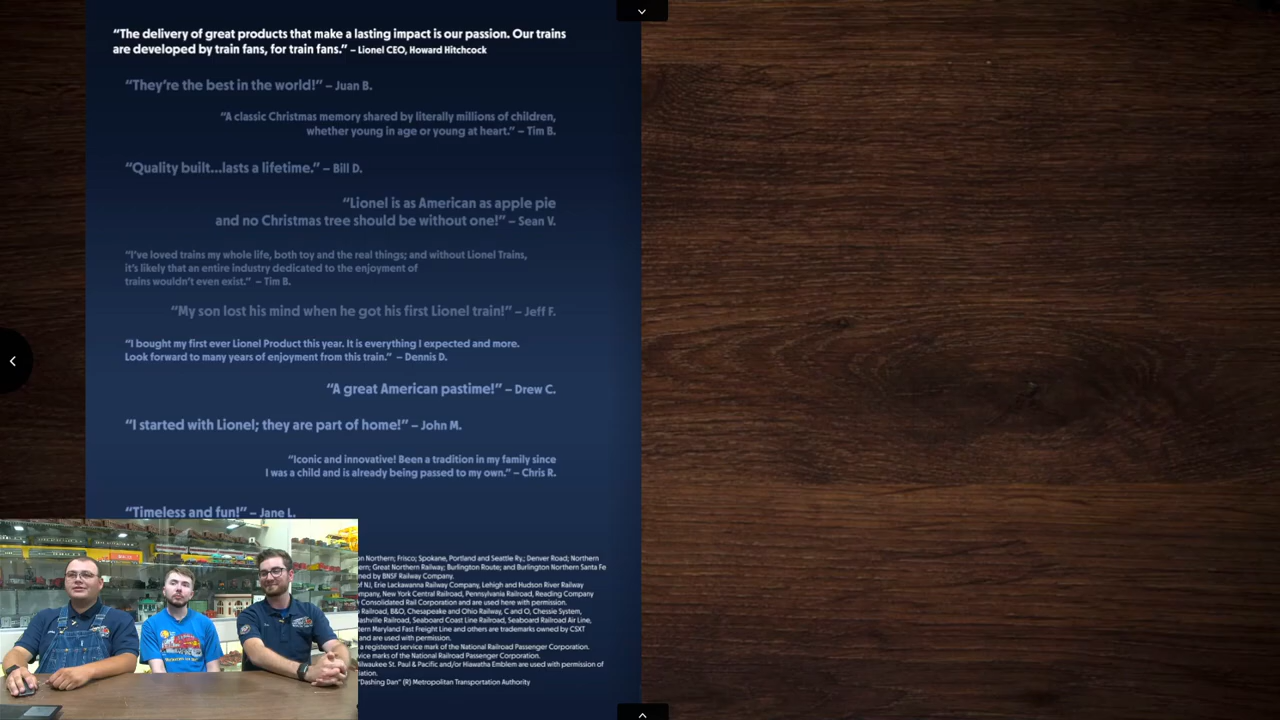 “The delivery of great products that make a lasting impact is our passion. Our trains
are developed by train fans, for train fans.” – Lionel CEO, Howard Hitchcock
“They’re the best in the world!” – Juan B.
“A classic Christmas memory shared by literally millions of children,
whether young in age or young at heart.” – Tim B.
“Quality built...lasts a lifetime.” – Bill D.
“Lionel is as American as apple pie
and no Christmas tree should be without one!” – Sean V.
“I’ve loved trains my whole life, both toy and the real things; and without Lionel Trains,
it’s likely that an entire industry dedicated to the enjoyment of
trains wouldn’t even exist.” – Tim B.
“My son lost his mind when he got his first Lionel train!” – Jeff F.
“I bought my first ever Lionel Product this year. It is everything I expected and more.
Look forward to many years of enjoyment from this train.” – Dennis D.
“A great American pastime!” – Drew C.
“I started with Lionel; they are part of home!” – John M.
“Iconic and innovative! Been a tradition in my family since
I was a child and is already being passed to my own.” – Chris R.
“Timeless and fun!” – Jane L.
Northern; Frisco; Spokane, Portland and Seattle Ry.; Denver Road; Northern
Great Northern Railway; Burlington Route; and Burlington Northern Santa Fe
by BNSF Railway Company.
of NJ, Erie Lackawanna Railway Company, Lehigh and Hudson River Railway
New York Central Railroad, Pennsylvania Railroad, Reading Company
Consolidated Rail Corporation and are used here with permission.
Railroad, B&O, Chesapeake and Ohio Railway, C and O, Chessie System,
Railroad, Seaboard Coast Line Railroad, Seaboard Air Line,
Maryland Fast Freight Line and others are trademarks owned by CSXT
and are used with permission.
a registered service mark of the National Railroad Passenger Corporation.
marks of the National Railroad Passenger Corporation.
Milwaukee St. Paul & Pacific and/or Hiawatha Emblem are used with permission of
"Dashing Dan" (R) Metropolitan Transportation Authority